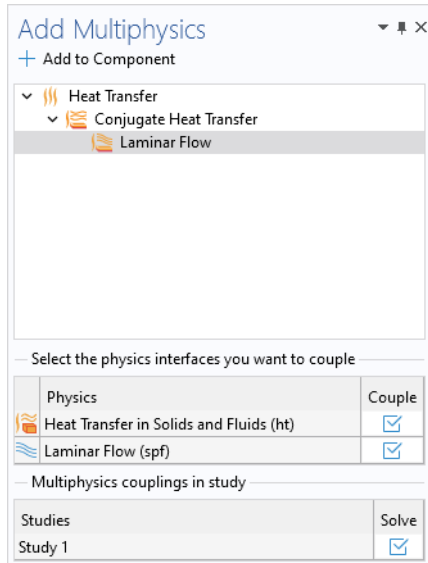 Add Multiphysics
Add to Component
Heat Transfer
Conjugate Heat Transfer
Laminar Flow
Select the physics interfaces you want to couple
Physics Couple
Heat Transfer in Solids and Fluids (ht)
Laminar Flow (spf)
Multiphysics couplings in study
Studies Solve
Study 1